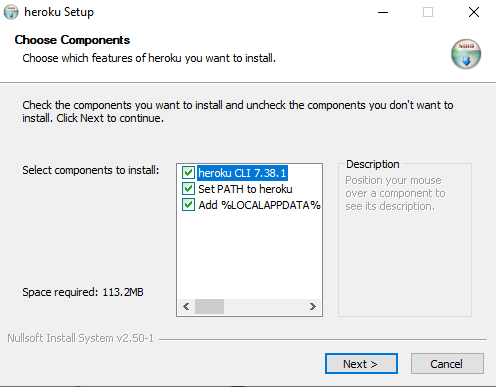 heroku Setup
Choose Components
Choose which features of heroku you want to install.
Check the components you want to install and uncheck the components you don't want to
install. Click Next to continue.
Select components to install:
heroku CLI 7.38.1
Set PATH to heroku
Add %LOCALAPPDATA%
Description
Position your mouse
over a component to
see its description.
Space required: 113.2MB
Nullsoft Install System v2.50-1
Next >
Cancel